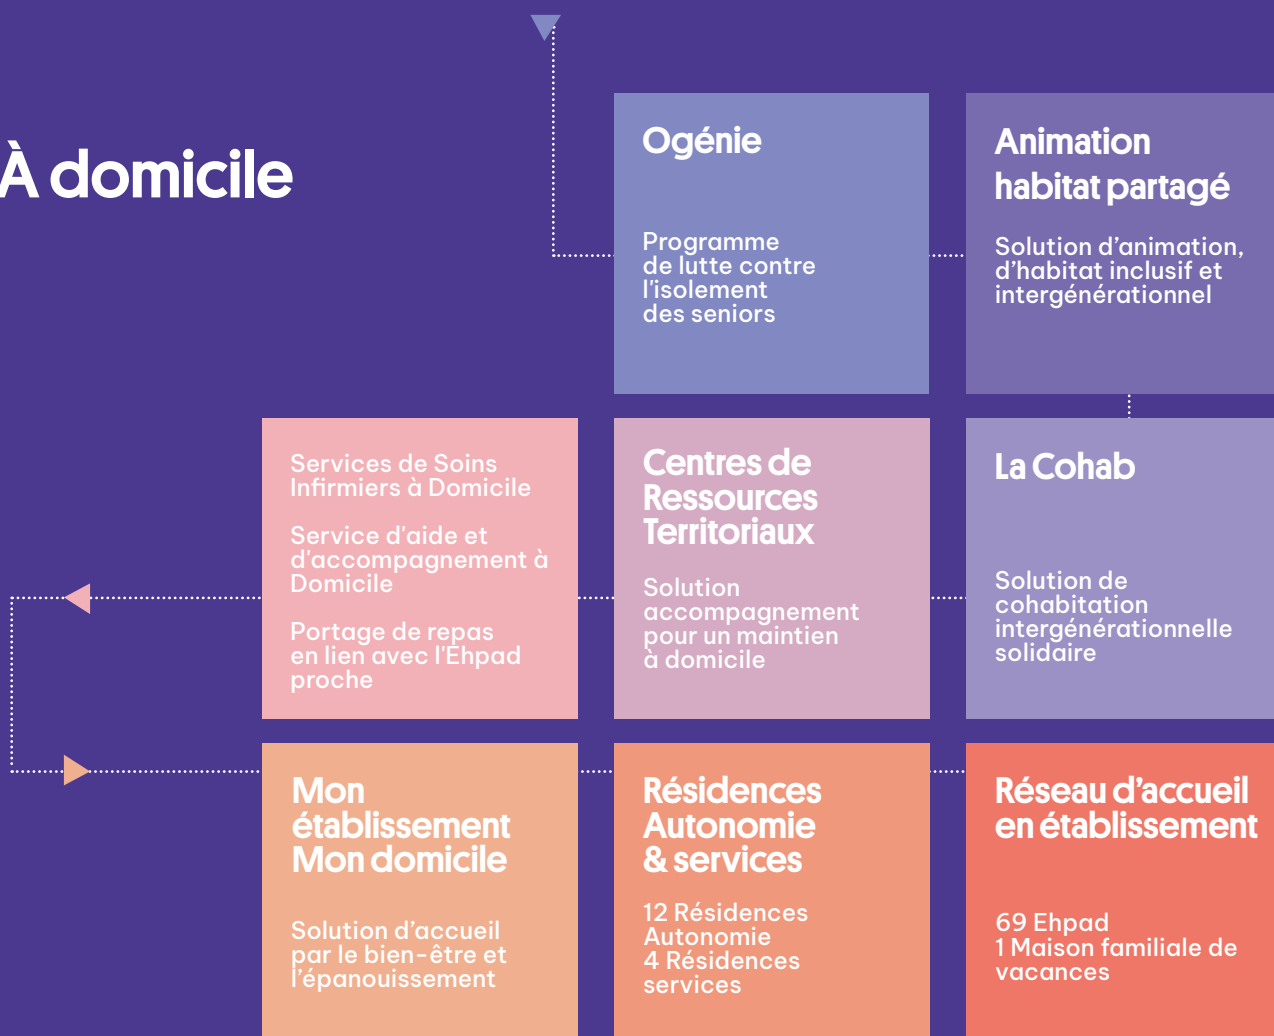 À domicile
Ogénie
Programme
de lutte contre
l'isolement
des seniors
Animation
habitat partagé
Solution d’animation,
d’habitat inclusif et
intergénérationnel
Services de Soins
Infirmiers à Domicile
Service d'aide et
d'accompagnement à
Domicile
Portage de repas
en lien avec l'Ehpad
proche
Centres de
Ressources
Territoriaux
Solution
accompagnement
pour un maintien
à domicile
La Cohab
Solution de
cohabitation
intergénérationnelle
solidaire
Mon
établissement
Mon domicile
Solution d’accueil
par le bien-être et
l’épanouissement
Résidences
Autonomie
& services
12 Résidences
Autonomie
4 Résidences
services
Réseau d’accueil
en établissement
69 Ehpad
1 Maison familiale de
vacances